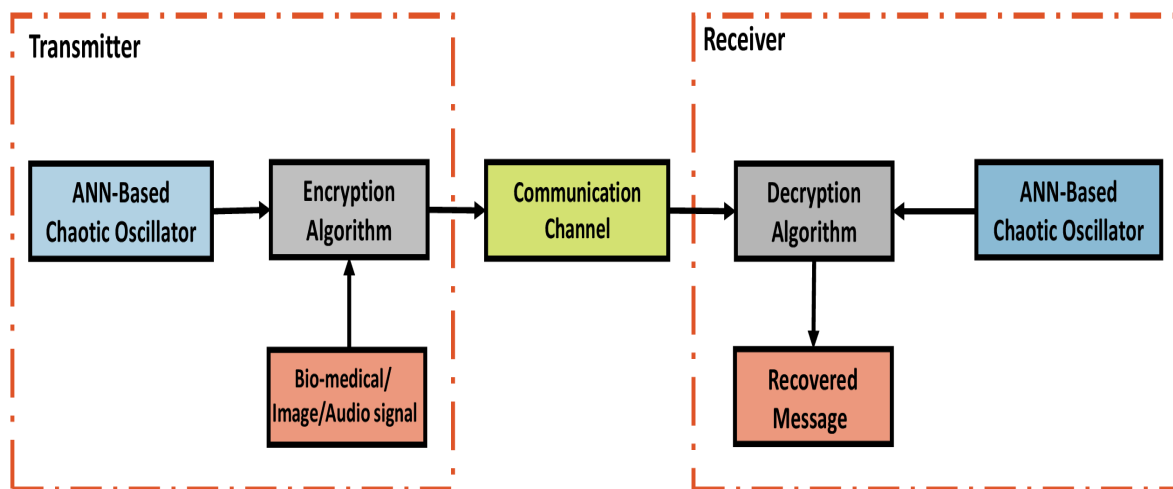 Transmitter
Receiver
ANN-Based
Chaotic Oscillator
Encryption
Algorithm
Communication
Channel
Decryption
Algorithm
ANN-Based
Chaotic Oscillator
Bio-medical/
Image/Audio signal
Recovered
Message